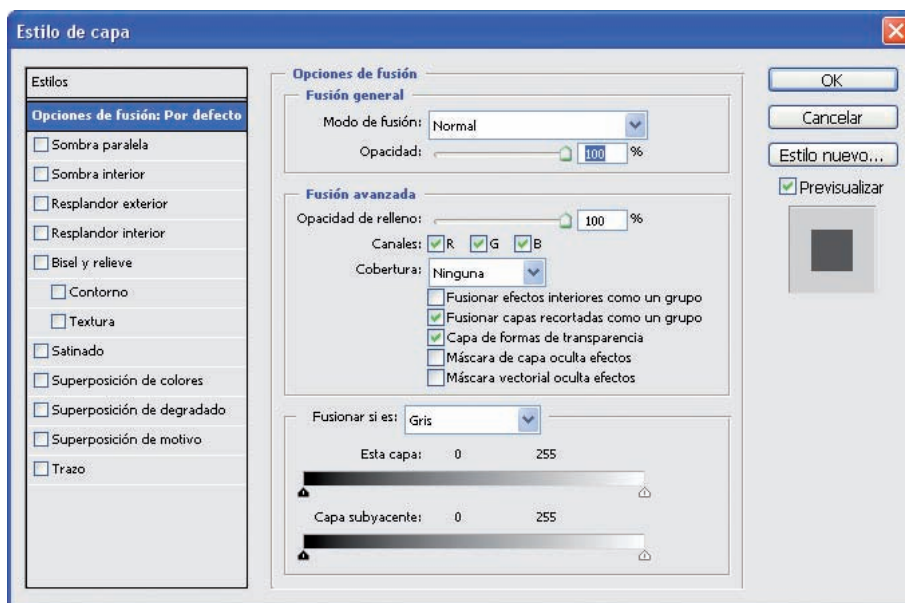 Estilo de capa
Estilos
Opciones de fusión: Por defecto
Sombra paralela
Sombra interior
Resplandor exterior
Resplandor interior
Bisel y relieve
Contorno
Textura
Satinado
Superposición de colores
Superposición de degradado
Superposición de motivo
Trazo
Opciones de fusión
Fusión general
Modo de fusión: Normal
Opacidad: 100 %
Fusión avanzada
Opacidad de relleno: 100 %
Canales: R G B
Cobertura: Ninguna
Fusionar efectos interiores como un grupo
Fusionar capas recortadas como un grupo
Capa de formas de transparencia
Máscara de capa oculta efectos
Máscara vectorial oculta efectos
Fusionar si es: Gris
Esta capa: 0 255
Capa subyacente: 0 255
OK
Cancelar
Estilo nuevo...
Previsualizar